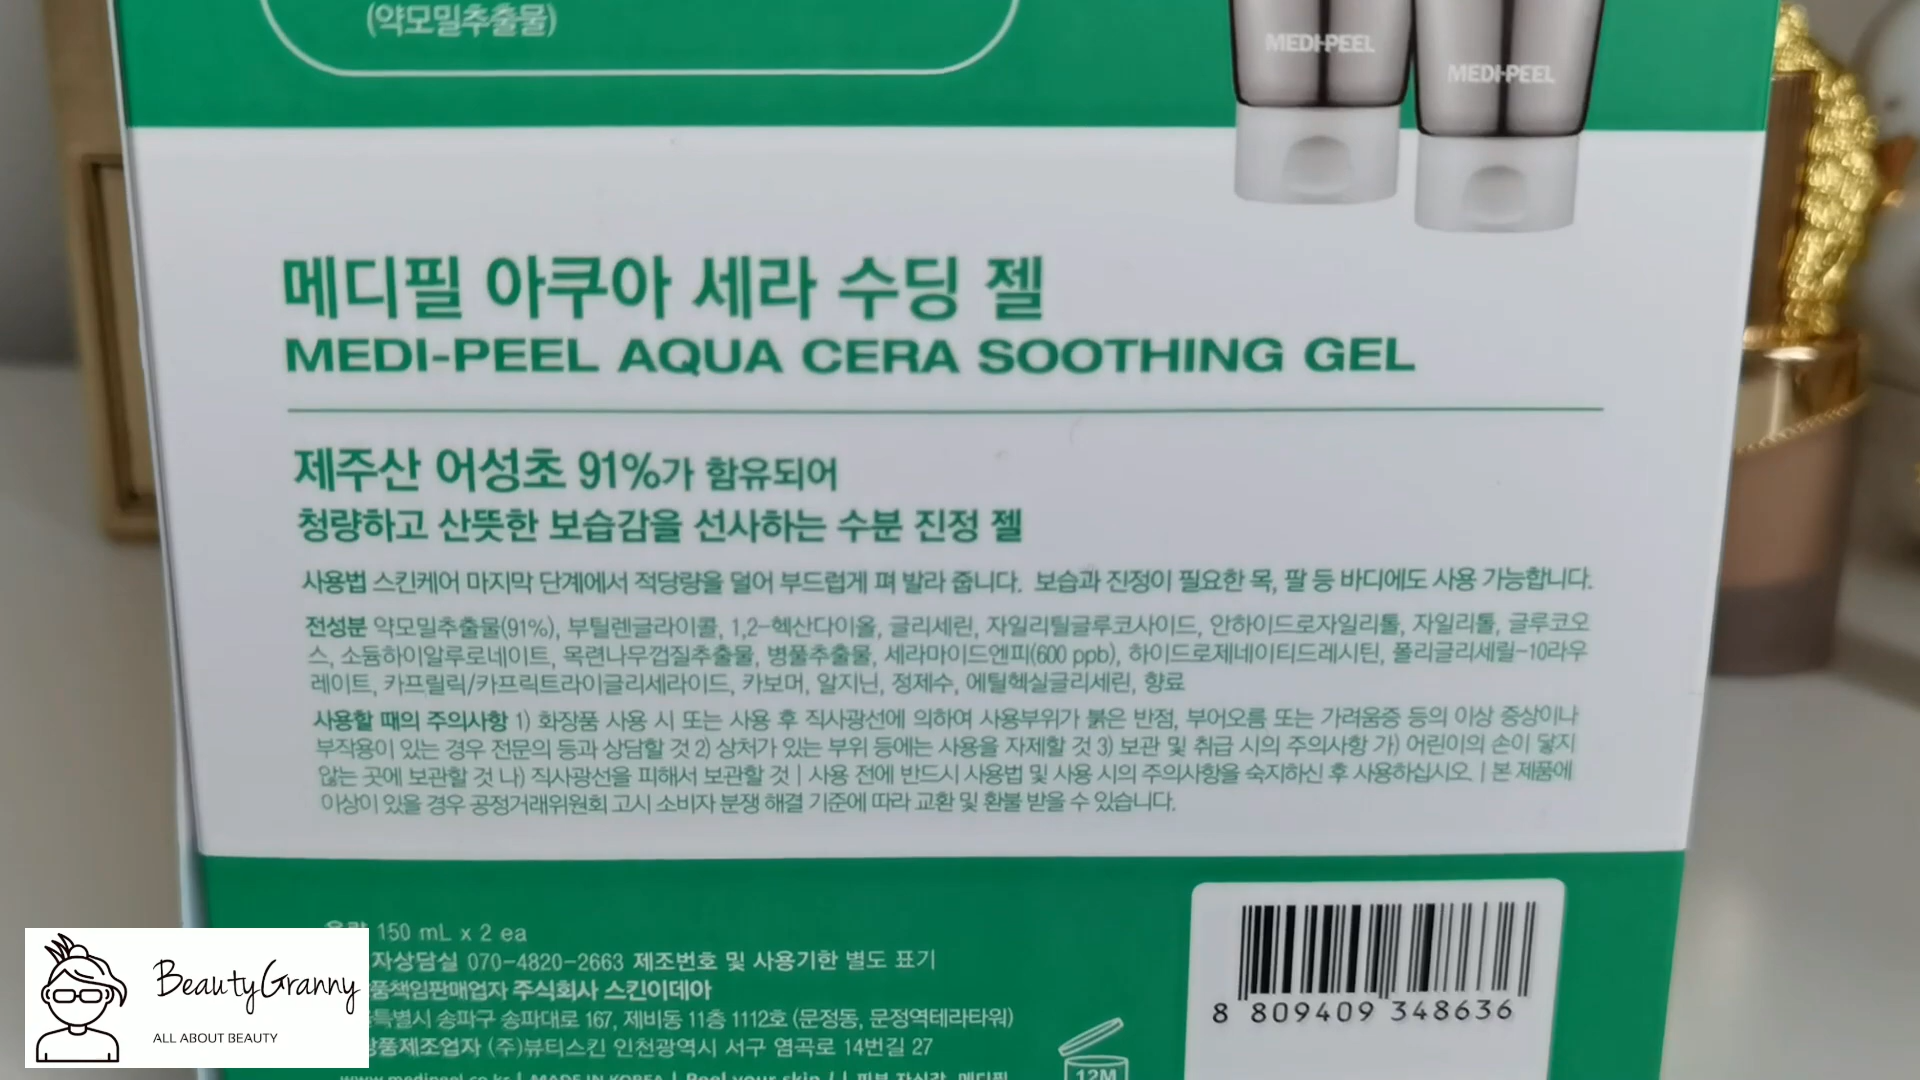 (약모밀추출물)
MEDI-PEEL
MEDI-PEEL
메디필 아쿠아 세라 수딩 젤
MEDI-PEEL AQUA CERA SOOTHING GEL
제주산 어성초 91%가 함유되어
청량하고 산뜻한 보습감을 선사하는 수분 진정 젤
사용법 스킨케어 마지막 단계에서 적당량을 덜어 부드럽게 펴 발라 줍니다. 보습과 진정이 필요한 목, 팔 등 바디에도 사용 가능합니다.
전성분 약모밀추출물(91%), 부틸렌글라이콜, 1,2-헥산다이올, 글리세린, 자일리틸글루코사이드, 안하이드로자일리톨, 자일리톨, 글루코오
스, 소듐하이알루로네이트, 목련나무껍질추출물, 병풀추출물, 세라마이드엔피(600 ppb), 하이드로제네이티드레시틴, 폴리글리세릴-10라우
레이트, 카프릴릭/카프릭트라이글리세라이드, 카보머, 알지닌, 정제수, 에틸헥실글리세린, 향료
사용할 때의 주의사항 1) 화장품 사용 시 또는 사용 후 직사광선에 의하여 사용부위가 붉은 반점, 부어오름 또는 가려움증 등의 이상 증상이나
부작용이 있는 경우 전문의 등과 상담할 것 2) 상처가 있는 부위 등에는 사용을 자제할 것 3) 보관 및 취급 시의 주의사항 가) 어린이의 손이 닿지
않는 곳에 보관할 것 나) 직사광선을 피해서 보관할 것 | 사용 전에 반드시 사용법 및 사용 시의 주의사항을 숙지하신 후 사용하십시오. | 본 제품에
이상이 있을 경우 공정거래위원회 고시 소비자 분쟁 해결 기준에 따라 교환 및 환불 받을 수 있습니다.
150 mL x 2 ea
자상담실 070-4820-2663 제조번호 및 사용기한 별도 표기
품책임판매업자 주식회사 스킨이데아
특별시 송파구 송파대로 167, 제비동 11층 1112호 (문정동, 문정역테라타워)
품제조업자 (주)뷰티스킨 인천광역시 서구 염곡로 14번길 27
www.medipeel.co.kr | MADE IN KOREA | Peel your skin
8 809409 348636
12M
BeautyGranny
ALL ABOUT BEAUTY